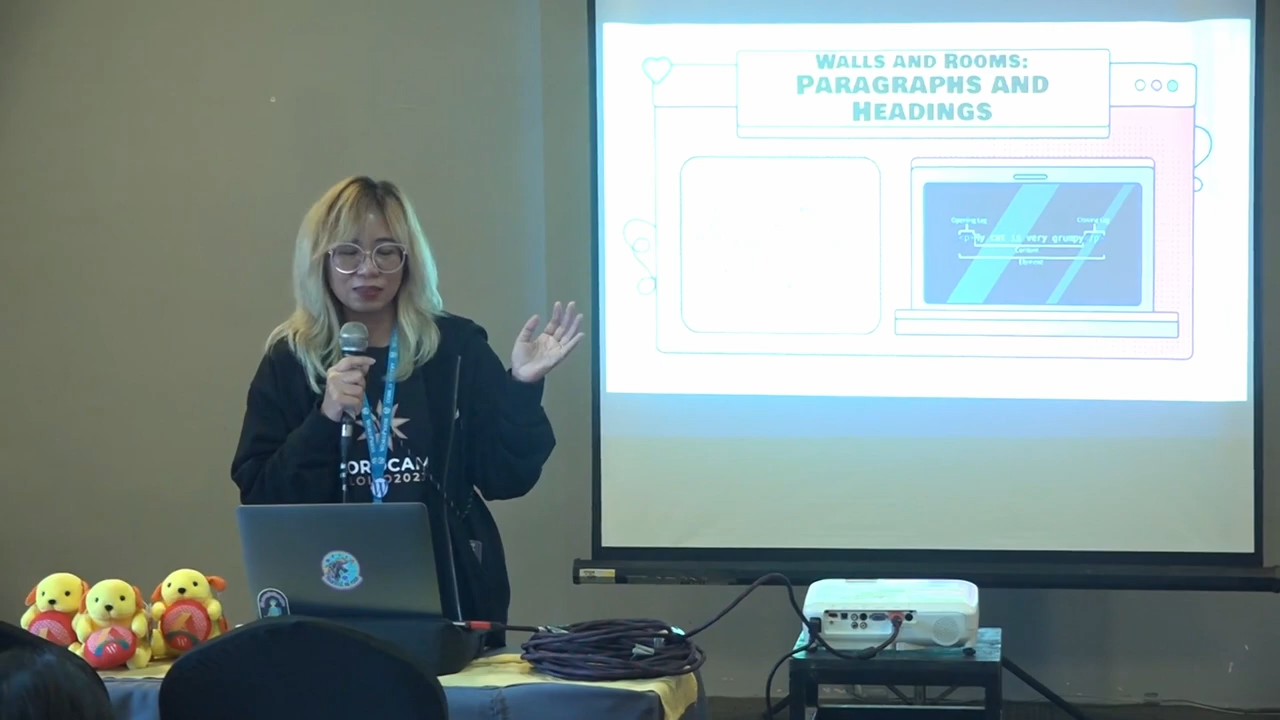 WALLS AND ROOMS:
PARAGRAPHS AND
HEADINGS
Opening tag
Closing tag
<p>My cat is very grumpy</p>
Content
Element